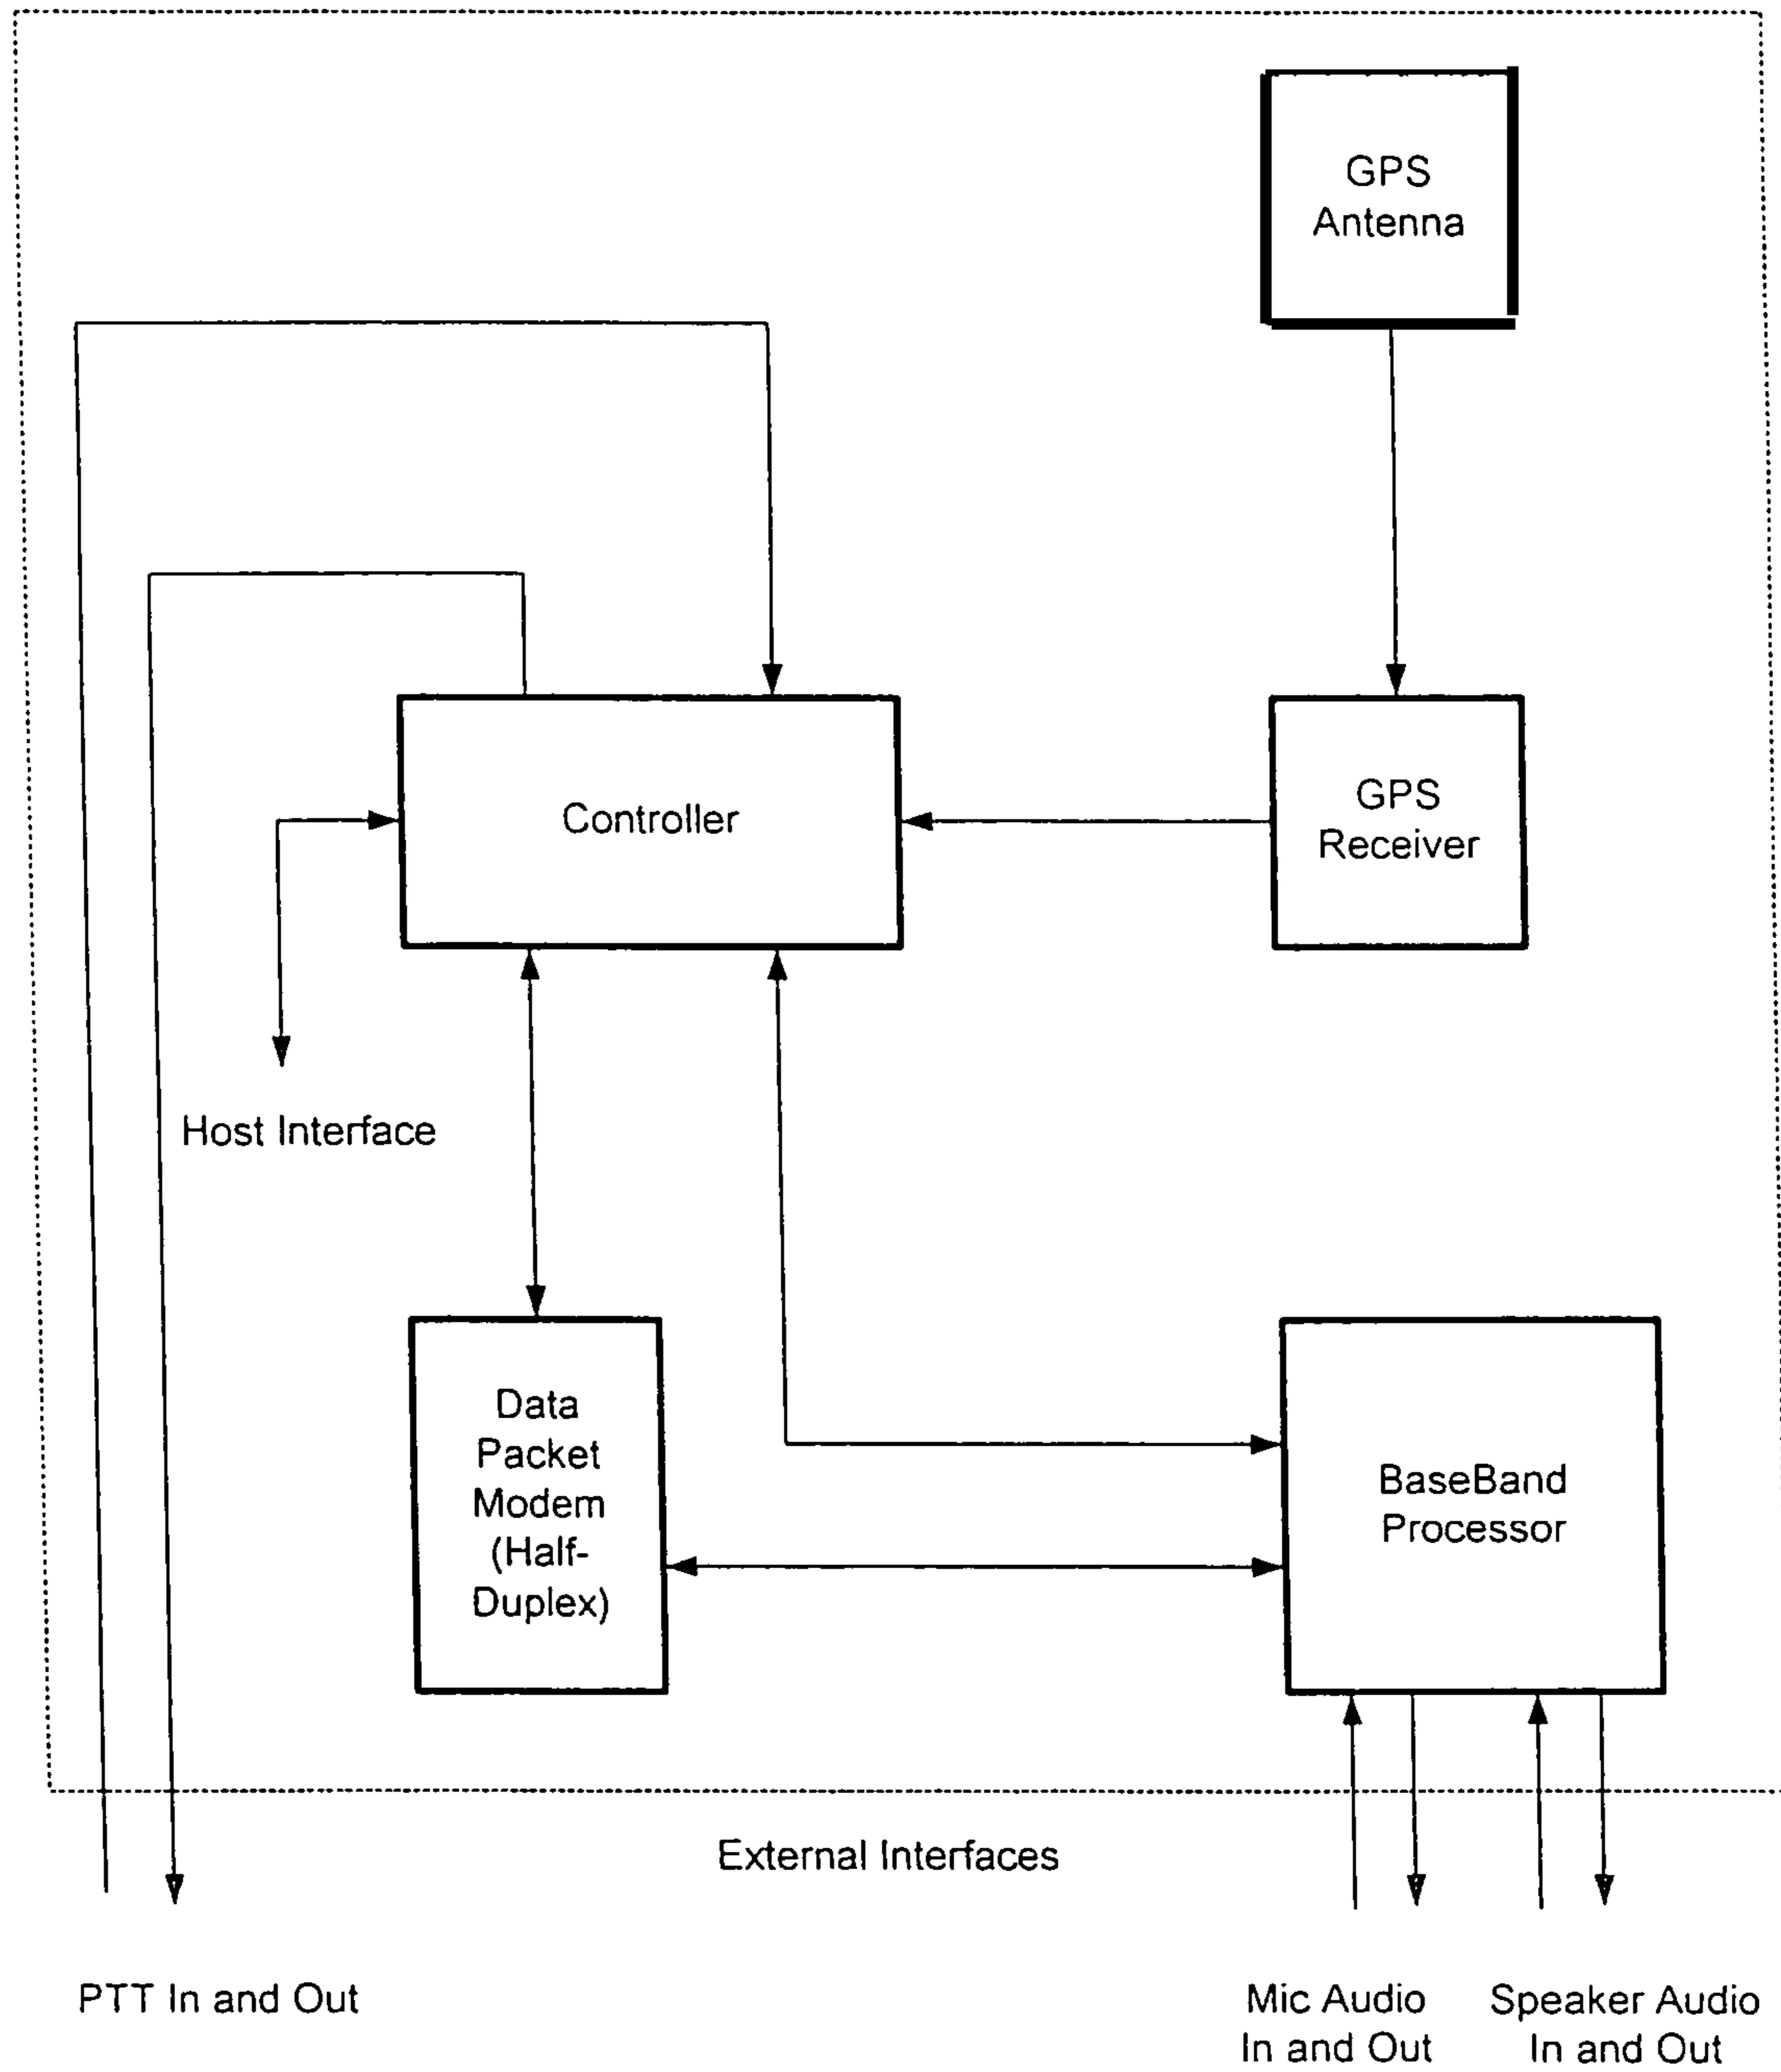 GPS
Antenna
Controller
GPS
Receiver
Host Interface
Data
Packet
Modem
(Half-
Duplex)
BaseBand
Processor
External Interfaces
PTT In and Out
Mic Audio
In and Out
Speaker Audio
In and Out